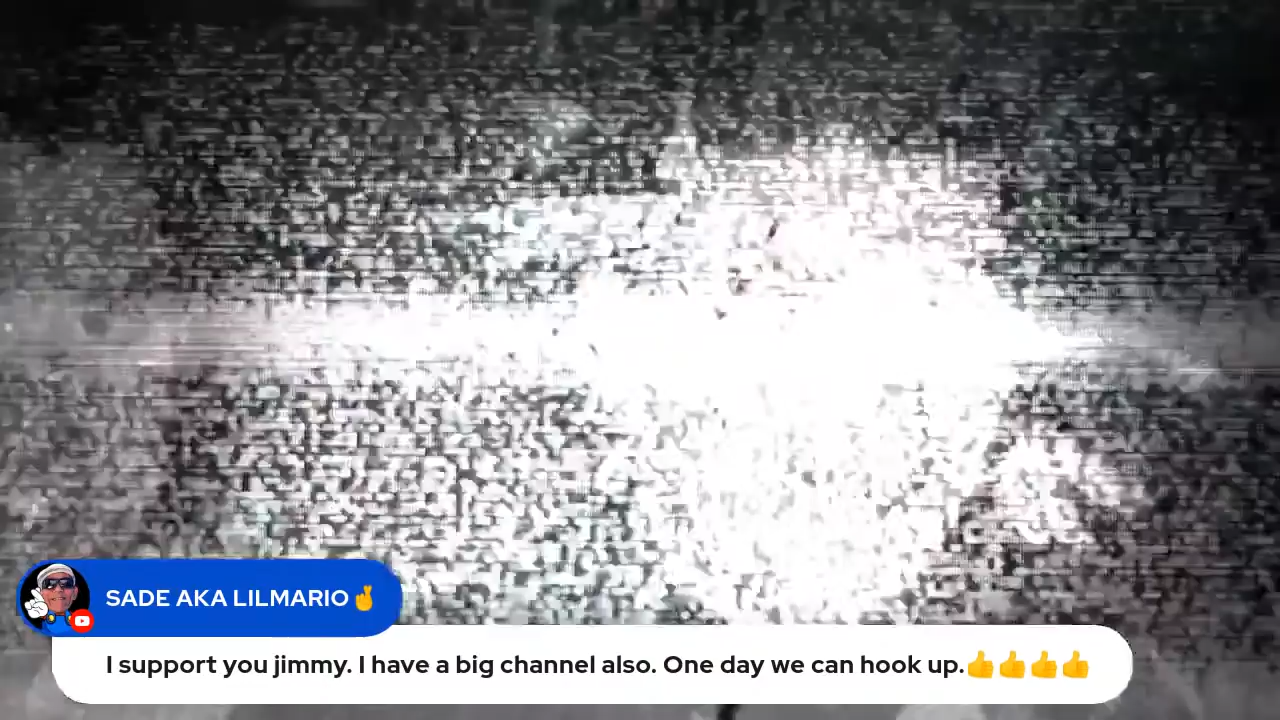 SADE AKA LILMARIO🤞
I support you jimmy. I have a big channel also. One day we can hook up.👍👍👍👍